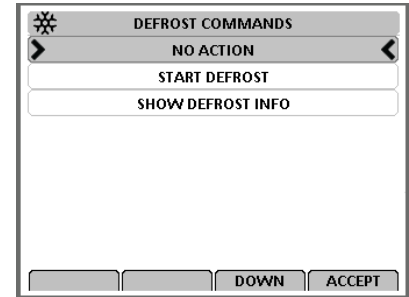 DEFROST COMMANDS
NO ACTION
START DEFROST
SHOW DEFROST INFO
DOWN ACCEPT